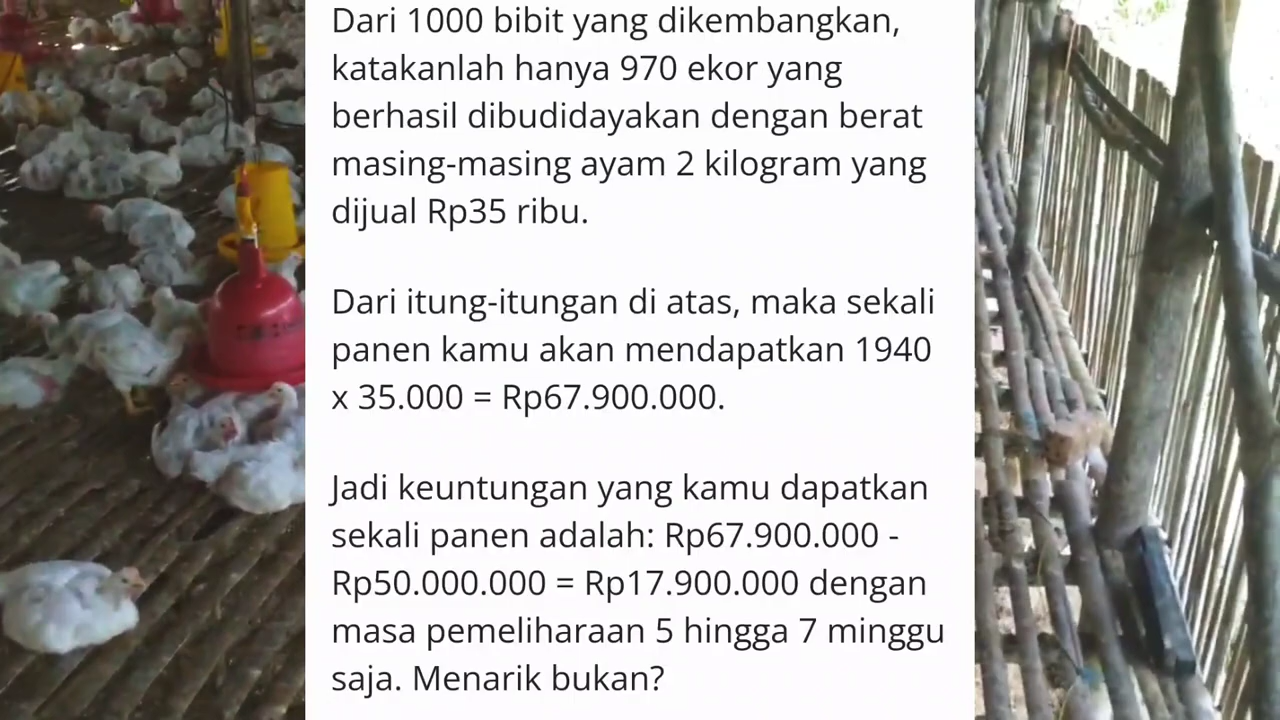 Dari 1000 bibit yang dikembangkan,
katakanlah hanya 970 ekor yang
berhasil dibudidayakan dengan berat
masing-masing ayam 2 kilogram yang
dijual Rp35 ribu.
Dari itung-itungan di atas, maka sekali
panen kamu akan mendapatkan 1940
x 35.000 = Rp67.900.000.
Jadi keuntungan yang kamu dapatkan
sekali panen adalah: Rp67.900.000 -
Rp50.000.000 = Rp17.900.000 dengan
masa pemeliharaan 5 hingga 7 minggu
saja. Menarik bukan?